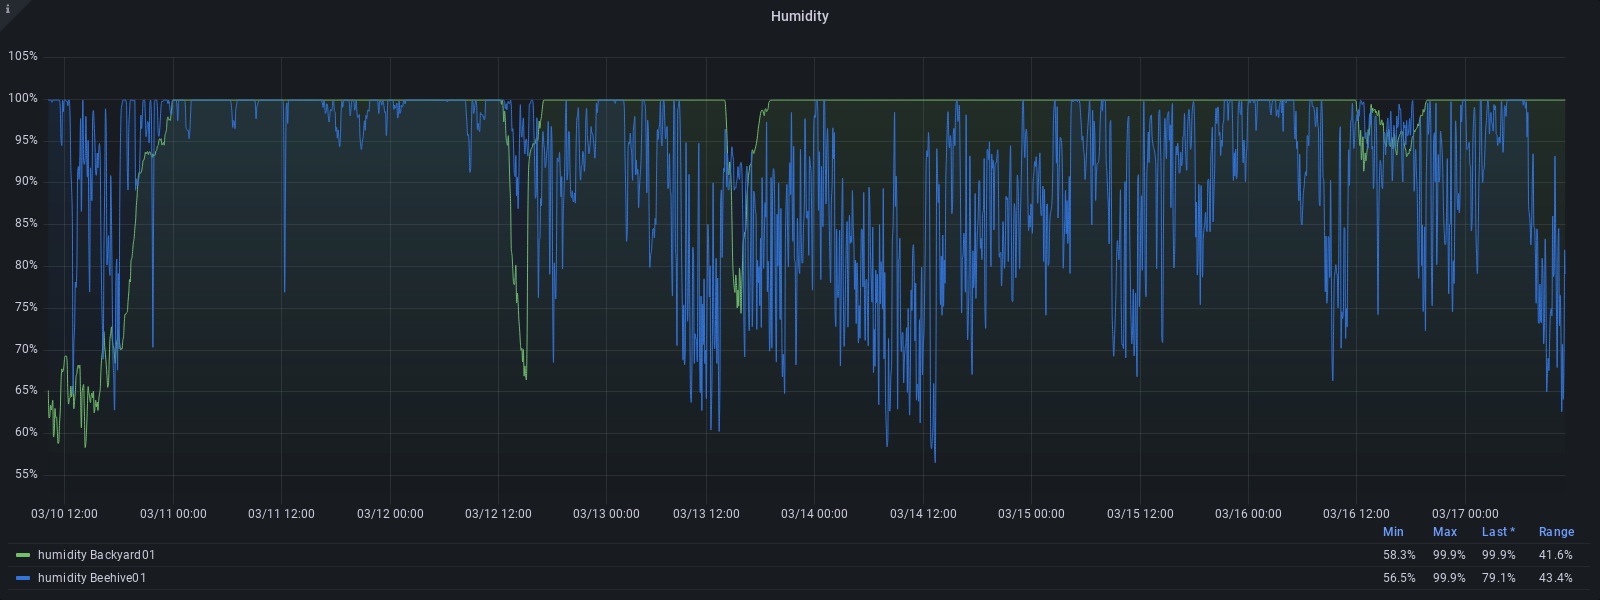 i
Humidity
105%
100%
95%
90%
85%
80%
75%
70%
65%
60%
55%
03/10 12:00 03/11 00:00 03/11 12:00 03/12 00:00 03/12 12:00 03/13 00:00 03/13 12:00 03/14 00:00 03/14 12:00 03/15 00:00 03/15 12:00 03/16 00:00 03/16 12:00 03/17 00:00
Min Max Last * Range
humidity Backyard01 58.3% 99.9% 99.9% 41.6%
humidity Beehive01 56.5% 99.9% 79.1% 43.4%